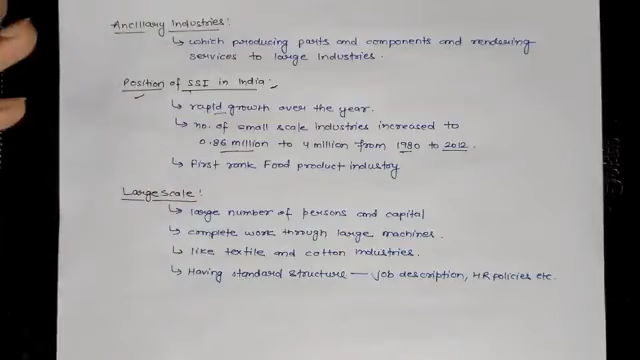 Ancillary Industries:
↳ which producing parts and components and rendering
services to large Industries.
Position of SSI in India:
↳ rapid growth over the year.
↳ no. of small scale industries increased to
0.86 million to 4 million from 1980 to 2012.
↳ First rank Food product industry
Large scale:
↳ large number of persons and capital
↳ complete work through large machines.
↳ like textile and cotton industries.
↳ Having standard structure — job description, HR policies etc.